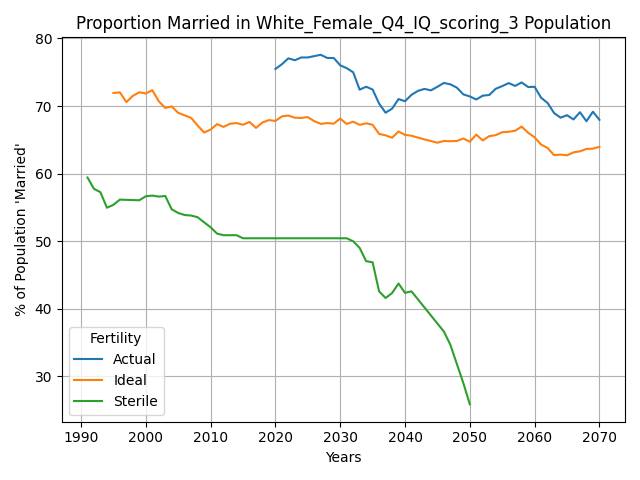 Proportion Married in White_Female_Q4_IQ_scoring_3 Population
% of Population 'Married'
80
70
60
50
40
30
Fertility
Actual
Ideal
Sterile
1990 2000 2010 2020 2030 2040 2050 2060 2070
Years